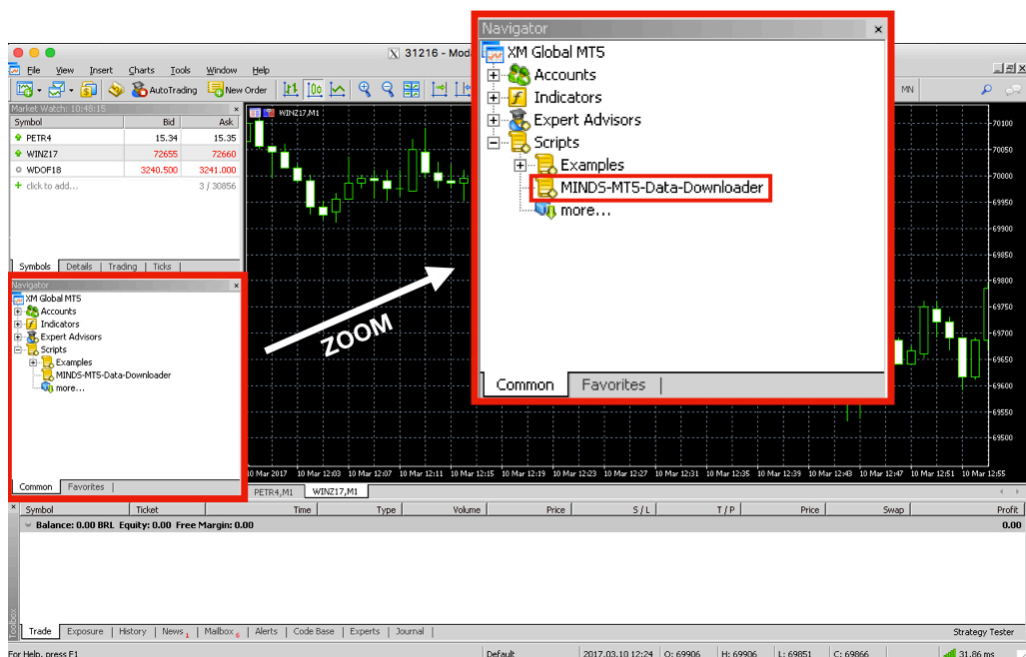 31216 - Mod
File View Insert Charts Tools Window Help
AutoTrading New Order MN
Market Watch: 10:48:15
Symbol Bid Ask
PETR4 15.34 15.35
WINZ17 72655 72660
WDOF18 3240.500 3241.000
click to add... 3 / 30856
Symbols Details Trading Ticks
Navigator
XM Global MT5
Accounts
Indicators
Expert Advisors
Scripts
Examples
MINDS-MT5-Data-Downloader
more...
Common Favorites
WINZ17,M1
ZOOM
Navigator
XM Global MT5
Accounts
Indicators
Expert Advisors
Scripts
Examples
MINDS-MT5-Data-Downloader
more...
Common Favorites
70100
70050
70000
69950
69900
69850
69800
69750
69700
69650
69600
69550
69500
10 Mar 2017 10 Mar 12:03 10 Mar 12:07 10 Mar 12:11 10 Mar 12:15 10 Mar 12:19 10 Mar 12:23 10 Mar 12:27 10 Mar 12:31 10 Mar 12:35 10 Mar 12:39 10 Mar 12:43 10 Mar 12:47 10 Mar 12:51 10 Mar 12:55
PETR4,M1 WINZ17,M1
Symbol Ticket Time Type Volume Price S / L T / P Price Swap Profit
Balance: 0.00 BRL Equity: 0.00 Free Margin: 0.00 0.00
Toolbox
Trade Exposure History News 1 Mailbox 6 Alerts Code Base Experts Journal Strategy Tester
For Help, press F1 Default 2017.03.10 12:24 O: 69906 H: 69906 L: 69851 C: 69866 31.86 ms